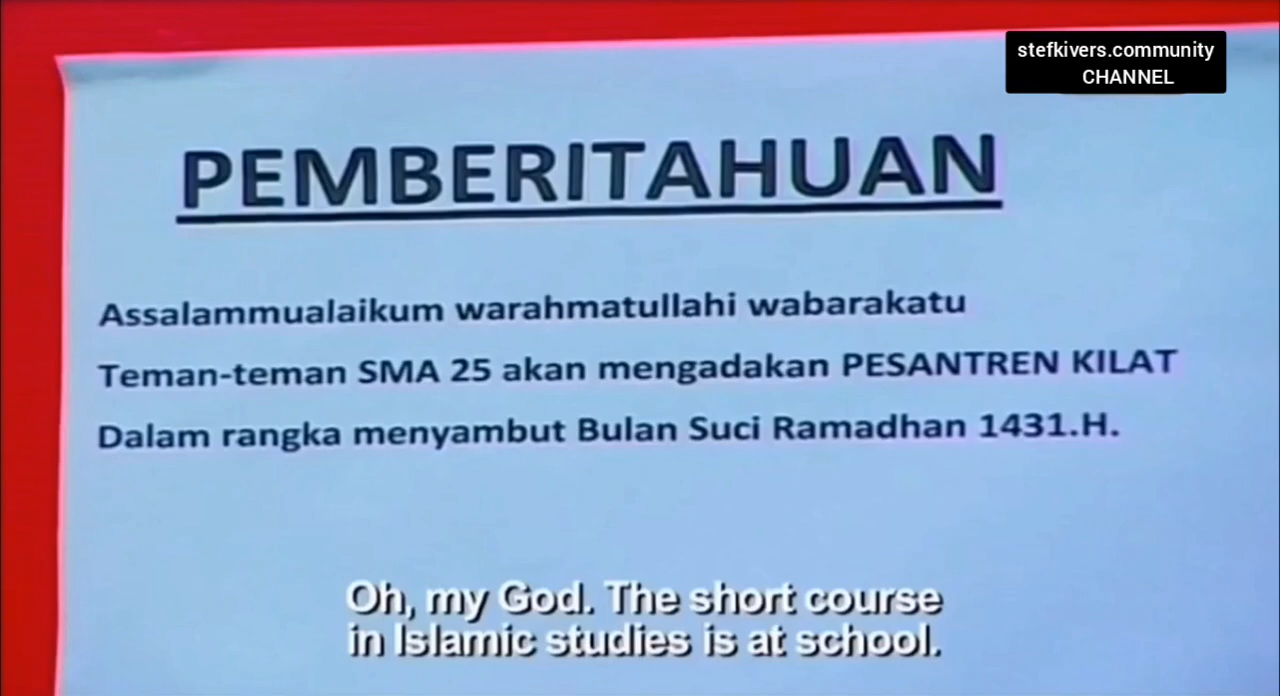 stefkivers.community
CHANNEL
PEMBERITAHUAN
Assalammualaikum warahmatullahi wabarakatu
Teman-teman SMA 25 akan mengadakan PESANTREN KILAT
Dalam rangka menyambut Bulan Suci Ramadhan 1431.H.
Oh, my God. The short course
in Islamic studies is at school.